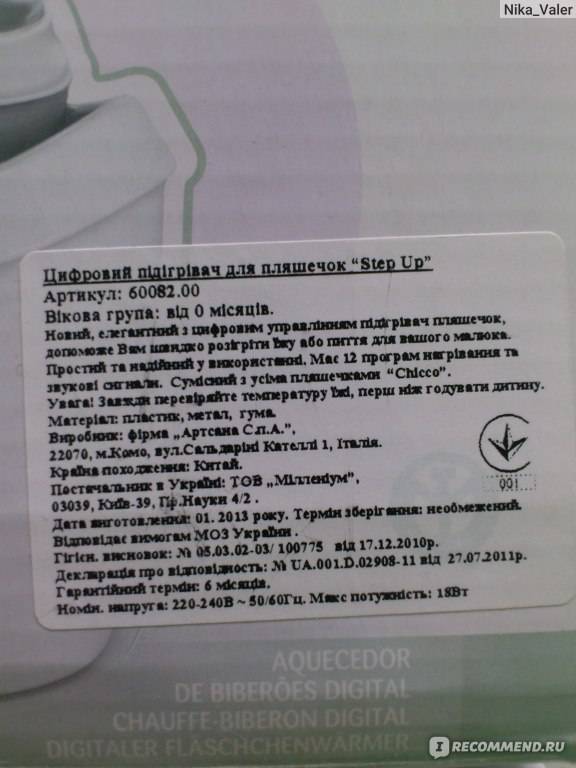 Nika_Valer
Цифровий підігрівач для пляшечок “Step Up”
Артикул: 60082.00
Вікова група: від 0 місяців.
Новий, елегантний з цифровим управлінням підігрівач пляшечок,
допоможе Вам швидко розігріти їжу або пиття для вашого малюка.
Простий та надійний у використанні. Має 12 програм нагрівання та
звукові сигнали. Сумісний з усіма пляшечками “Chicco”.
Увага! Завжди перевіряйте температуру їжі, перш ніж годувати дитину.
Матеріал: пластик, метал, гума.
Виробник: фірма „Артсана С.п.А.”,
22070, м.Комо, вул.Сальдаріні Кателлі 1, Італія.
Країна походження: Китай.
Постачальник в Україні: ТОВ „Мілленіум”,
03039, Київ-39, Пр.Науки 4/2 .
Дата виготовлення: 01. 2013 року. Термін зберігання: необмежений.
Відповідає вимогам МОЗ України .
Гігієн. висновок: № 05.03.02-03/ 100775 від 17.12.2010р.
Декларація про відповідність: № UA.001.D.02908-11 від 27.07.2011г.
Гарантійний термін: 6 місяців.
Номін. напруга: 220-240В ~ 50/60Гц. Макс потужність: 18Вт
001
AQUECEDOR
DE BIBERÕES DIGITAL
CHAUFFE-BIBERON DIGITAL
DIGITALER FLÄSCHCHENWÄRMER
IRECOMMEND.RU